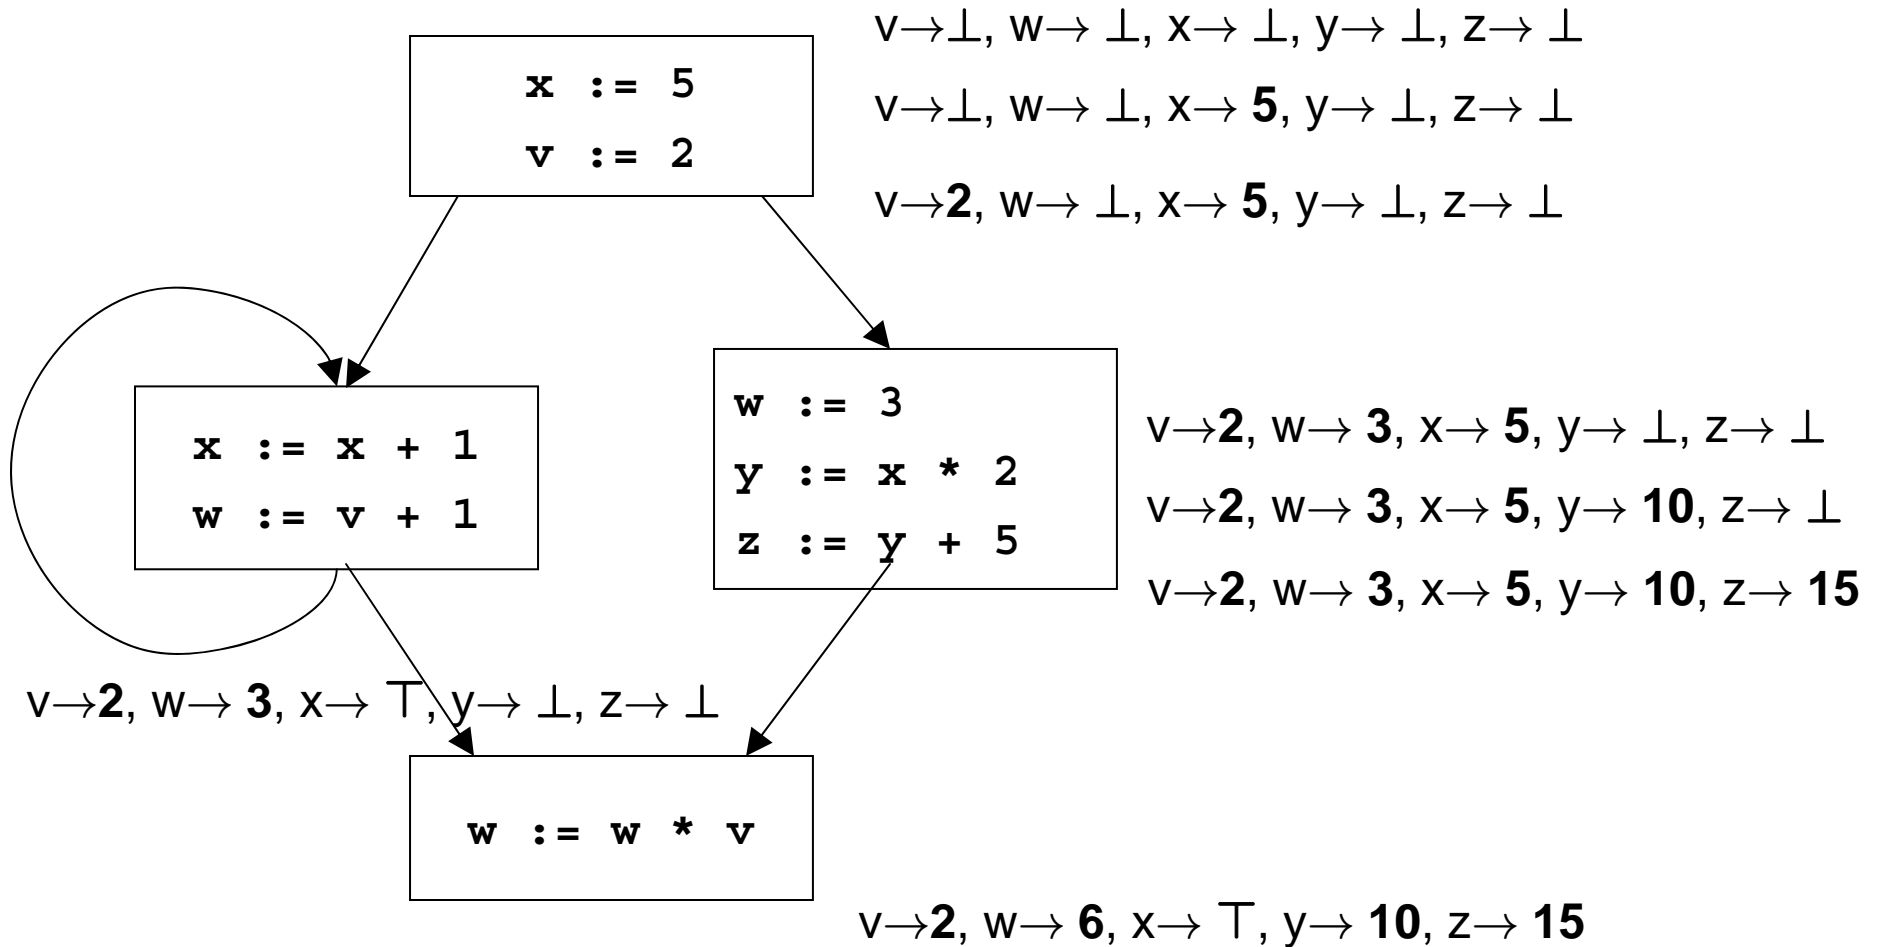 v→⊥, w→ ⊥, x→ ⊥, y→ ⊥, z→ ⊥
x := 5
v→⊥, w→ ⊥, x→ 5, y→ ⊥, z→ ⊥
v := 2
v→2, w→ ⊥, x→ 5, y→ ⊥, z→ ⊥
x := x + 1
w := v + 1
w := 3
y := x * 2
z := y + 5
v→2, w→ 3, x→ 5, y→ ⊥, z→ ⊥
v→2, w→ 3, x→ 5, y→ 10, z→ ⊥
v→2, w→ 3, x→ 5, y→ 10, z→ 15
v→2, w→ 3, x→ ⊤, y→ ⊥, z→ ⊥
w := w * v
v→2, w→ 6, x→ ⊤, y→ 10, z→ 15